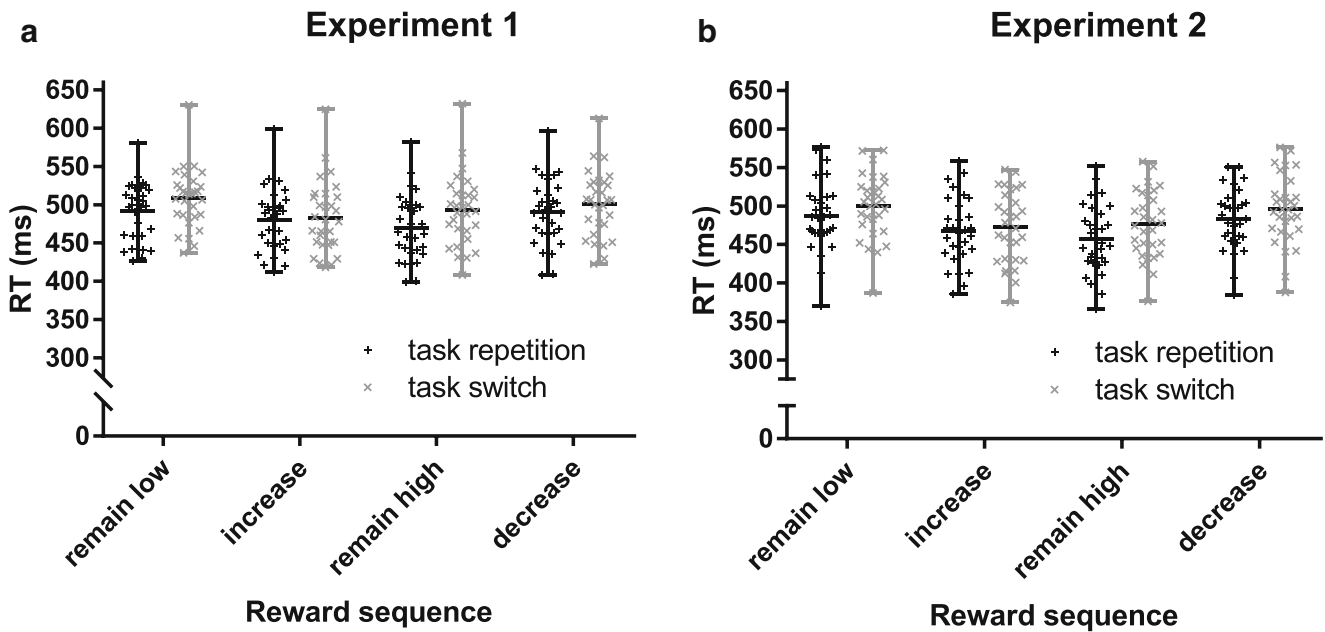 a
Experiment 1
650
600
550
500
450
400
350
300
0
RT (ms)
task repetition
task switch
remain low
increase
remain high
decrease
Reward sequence
b
Experiment 2
650
600
550
500
450
400
350
300
0
RT (ms)
task repetition
task switch
remain low
increase
remain high
decrease
Reward sequence